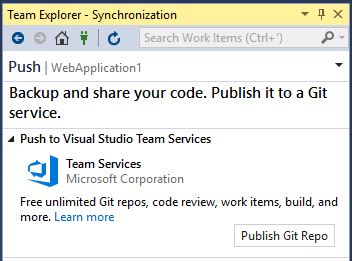 Team Explorer - Synchronization
Search Work Items (Ctrl+')
Push | WebApplication1
Backup and share your code. Publish it to a Git
service.
Push to Visual Studio Team Services
Team Services
Microsoft Corporation
Free unlimited Git repos, code review, work items, build, and
more. Learn more
Publish Git Repo